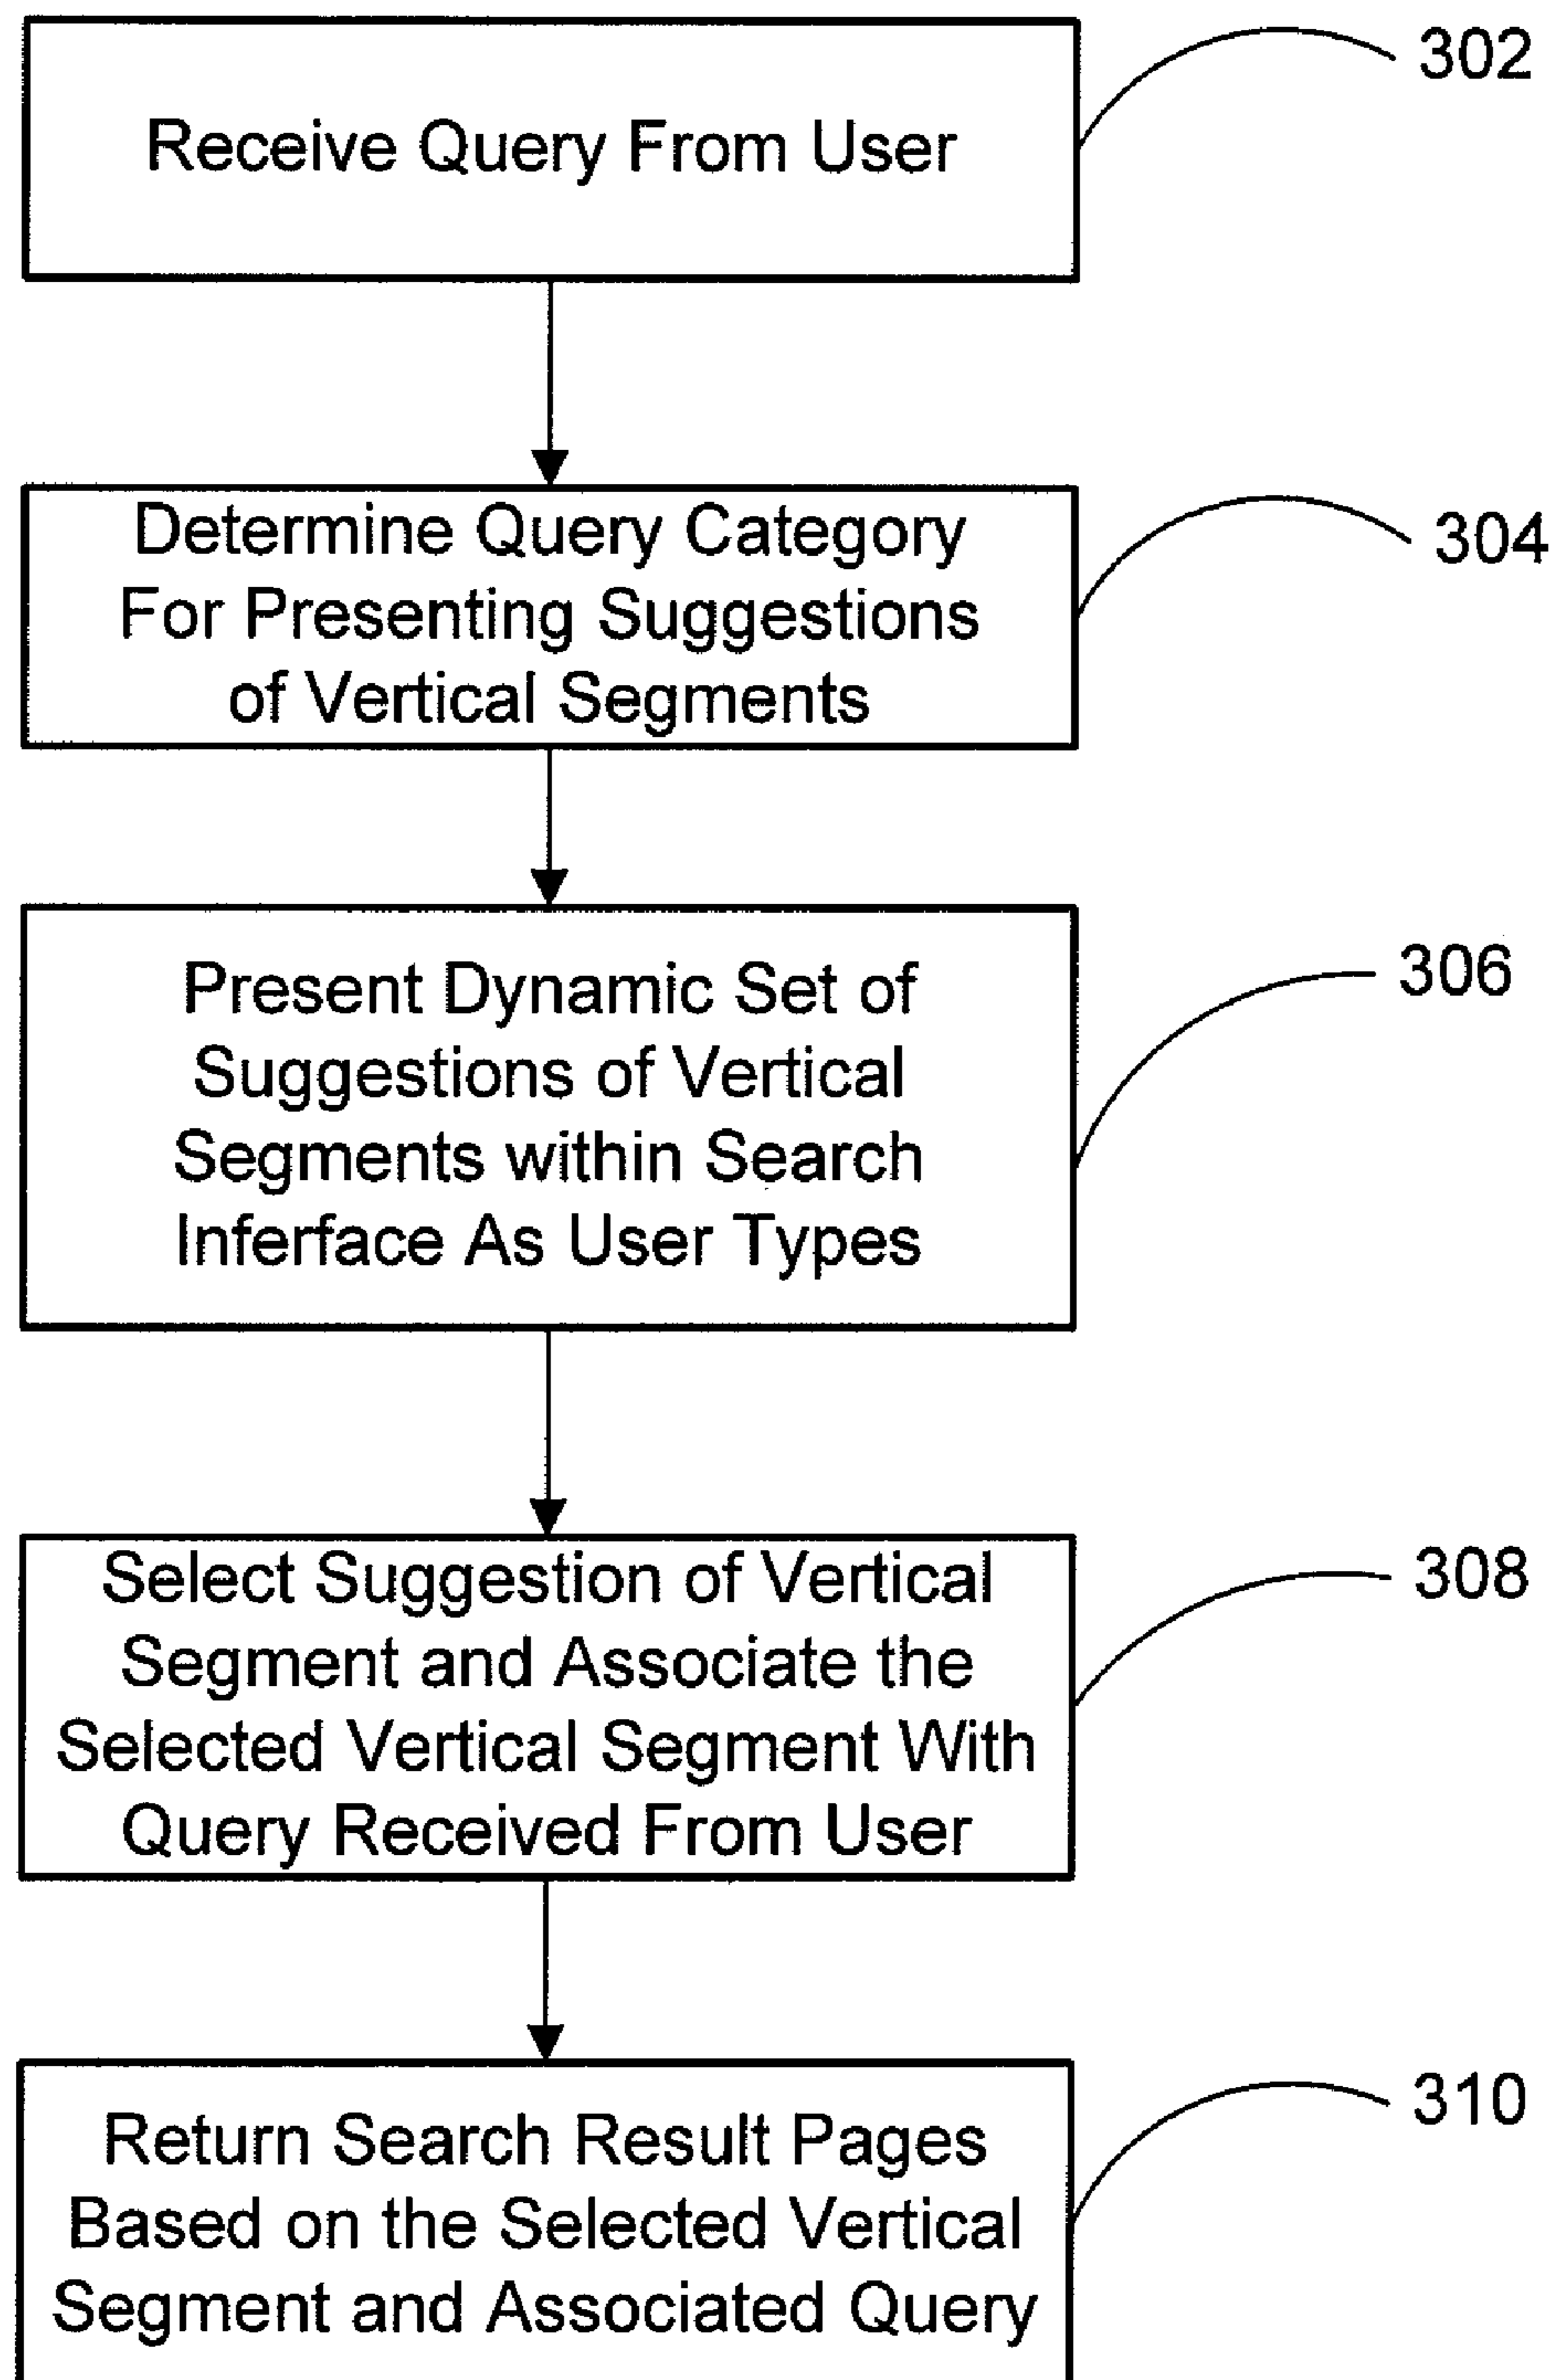 Receive Query From User
302
Determine Query Category
For Presenting Suggestions
of Vertical Segments
304
Present Dynamic Set of
Suggestions of Vertical
Segments within Search
Inferface As User Types
306
Select Suggestion of Vertical
Segment and Associate the
Selected Vertical Segment With
Query Received From User
308
Return Search Result Pages
Based on the Selected Vertical
Segment and Associated Query
310